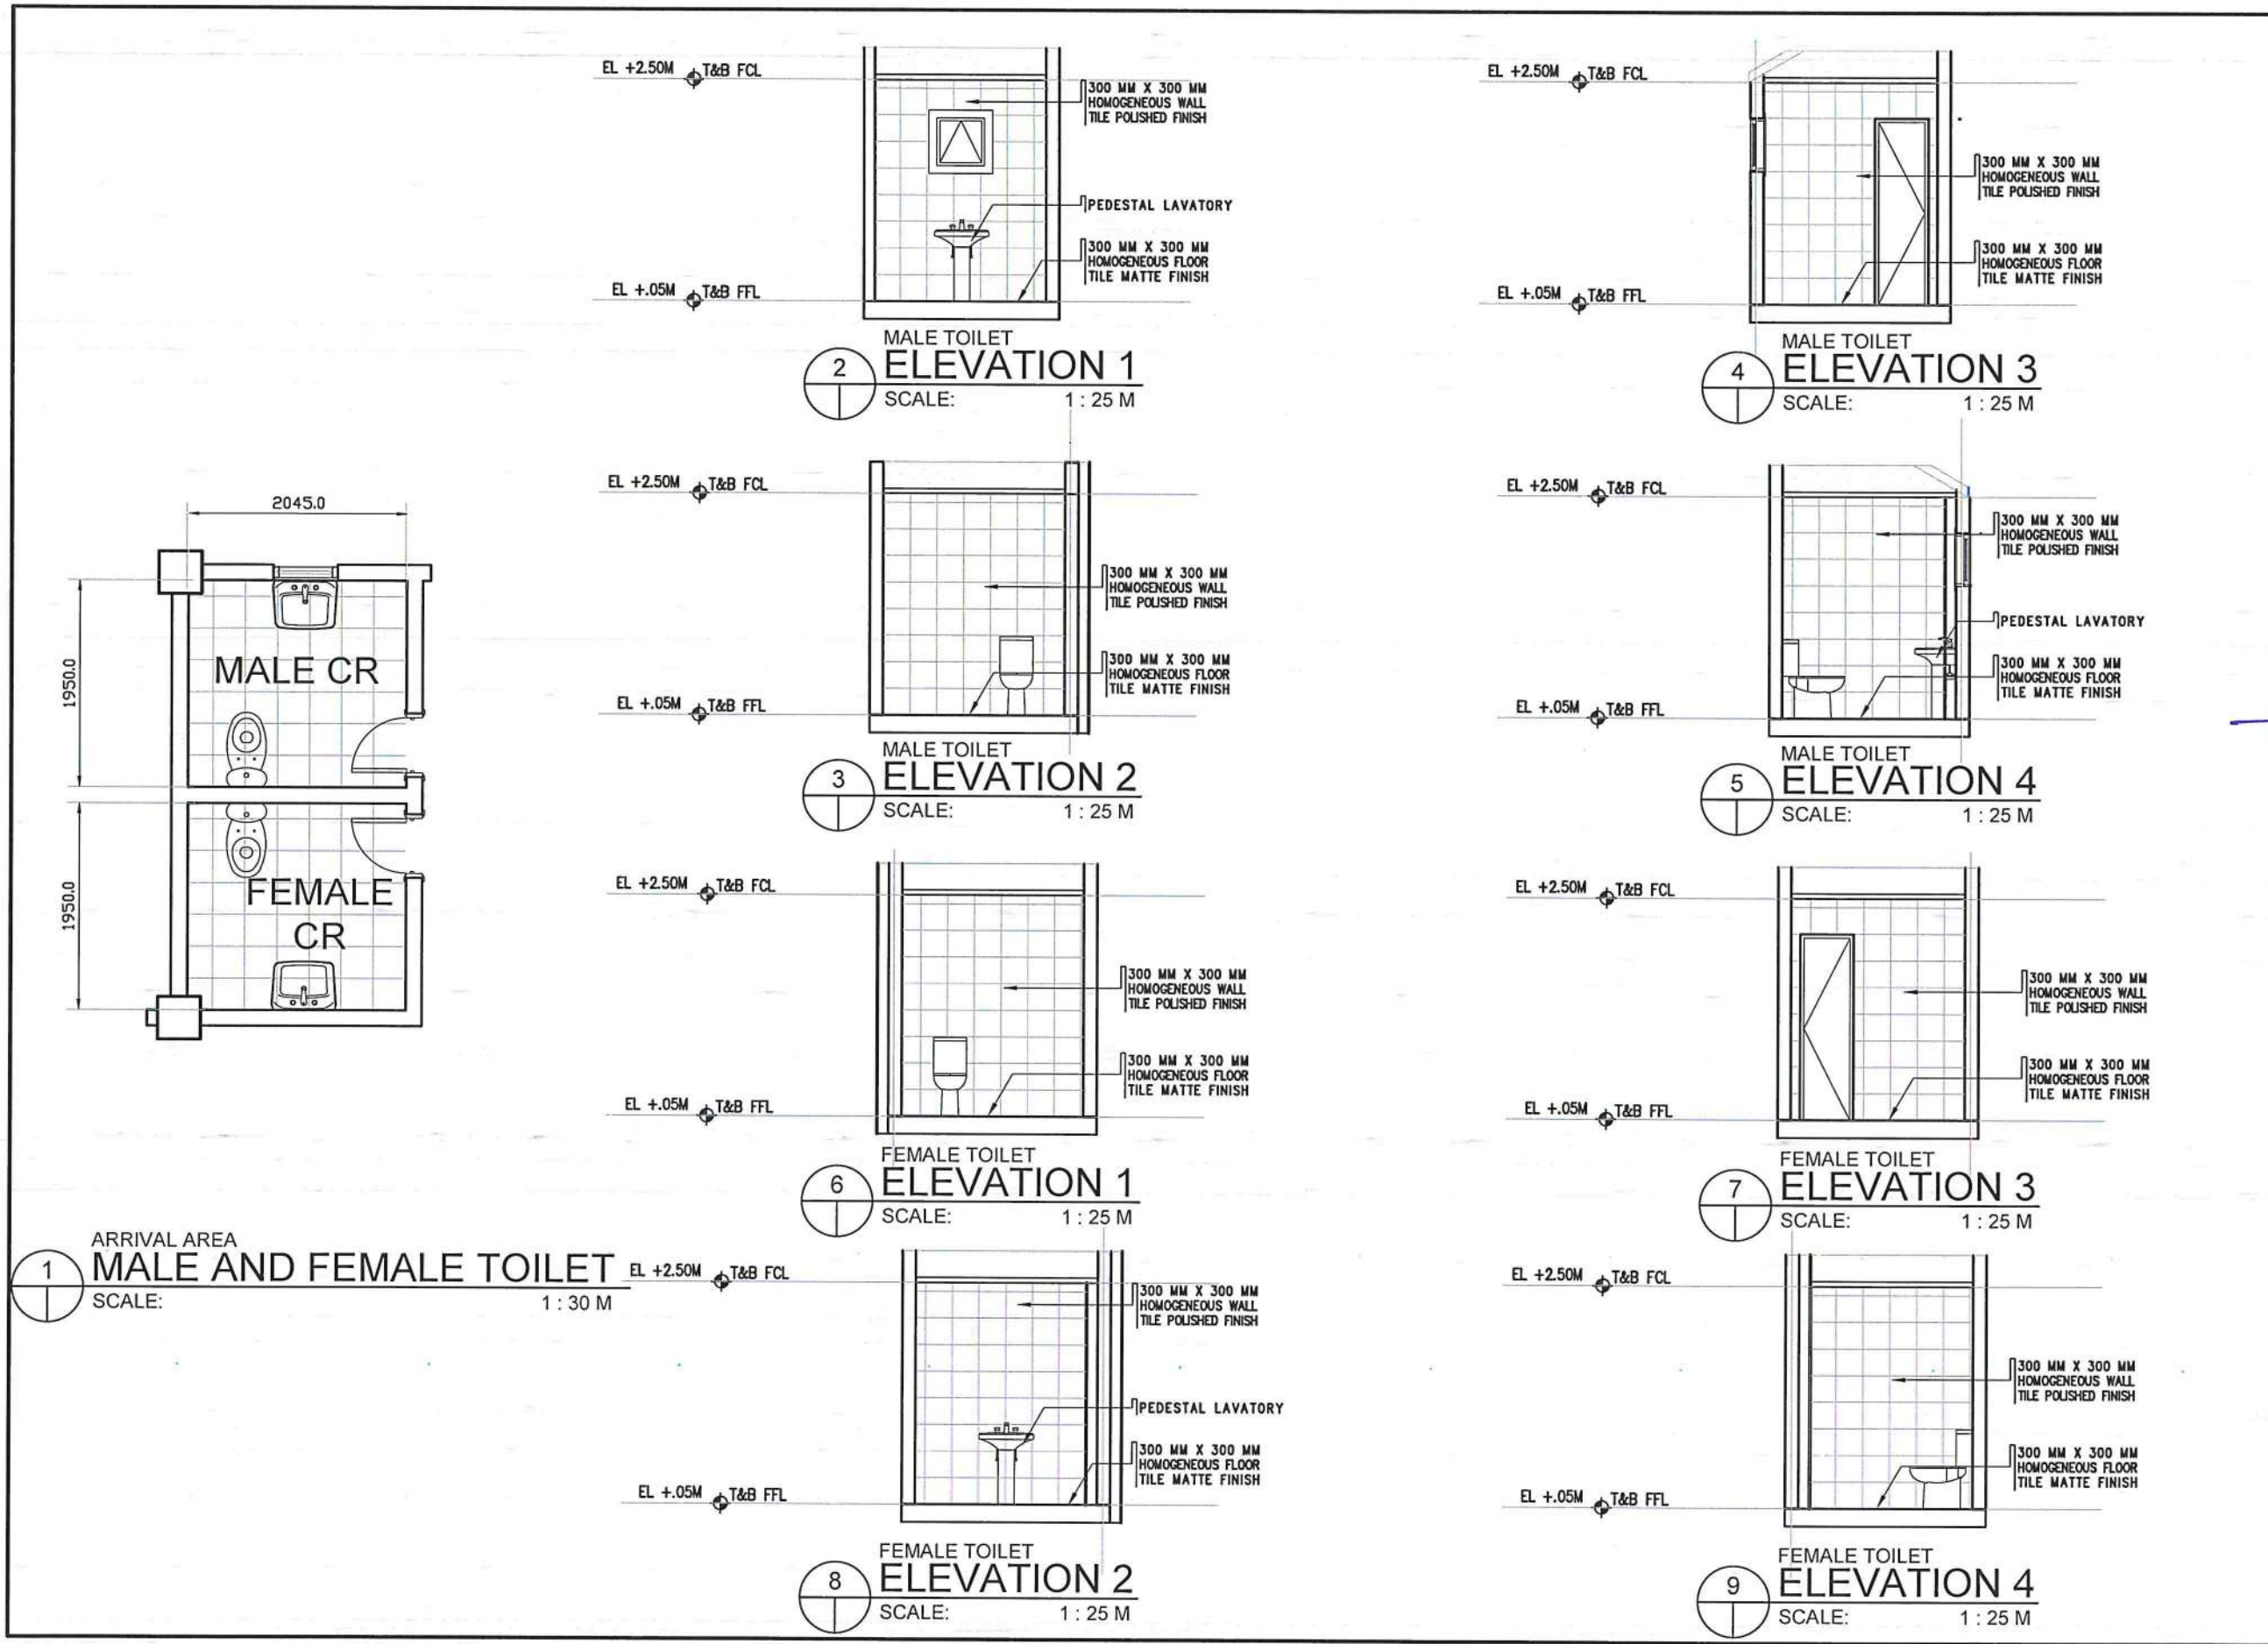 2045.0
1950.0
MALE CR
1950.0
FEMALE
CR
1
ARRIVAL AREA
MALE AND FEMALE TOILET
SCALE:
1 : 30 M
EL +2.50M
T&B FCL
300 MM X 300 MM
HOMOGENEOUS WALL
TILE POLISHED FINISH
PEDESTAL LAVATORY
300 MM X 300 MM
HOMOGENEOUS FLOOR
TILE MATTE FINISH
EL +.05M
T&B FFL
2
MALE TOILET
ELEVATION 1
SCALE:
1 : 25 M
EL +2.50M
T&B FCL
300 MM X 300 MM
HOMOGENEOUS WALL
TILE POLISHED FINISH
300 MM X 300 MM
HOMOGENEOUS FLOOR
TILE MATTE FINISH
EL +.05M
T&B FFL
4
MALE TOILET
ELEVATION 3
SCALE:
1 : 25 M
EL +2.50M
T&B FCL
300 MM X 300 MM
HOMOGENEOUS WALL
TILE POLISHED FINISH
300 MM X 300 MM
HOMOGENEOUS FLOOR
TILE MATTE FINISH
EL +.05M
T&B FFL
3
MALE TOILET
ELEVATION 2
SCALE:
1 : 25 M
EL +2.50M
T&B FCL
300 MM X 300 MM
HOMOGENEOUS WALL
TILE POLISHED FINISH
PEDESTAL LAVATORY
300 MM X 300 MM
HOMOGENEOUS FLOOR
TILE MATTE FINISH
EL +.05M
T&B FFL
5
MALE TOILET
ELEVATION 4
SCALE:
1 : 25 M
EL +2.50M
T&B FCL
300 MM X 300 MM
HOMOGENEOUS WALL
TILE POLISHED FINISH
300 MM X 300 MM
HOMOGENEOUS FLOOR
TILE MATTE FINISH
EL +.05M
T&B FFL
6
FEMALE TOILET
ELEVATION 1
SCALE:
1 : 25 M
EL +2.50M
T&B FCL
300 MM X 300 MM
HOMOGENEOUS WALL
TILE POLISHED FINISH
300 MM X 300 MM
HOMOGENEOUS FLOOR
TILE MATTE FINISH
EL +.05M
T&B FFL
7
FEMALE TOILET
ELEVATION 3
SCALE:
1 : 25 M
EL +2.50M
T&B FCL
300 MM X 300 MM
HOMOGENEOUS WALL
TILE POLISHED FINISH
PEDESTAL LAVATORY
300 MM X 300 MM
HOMOGENEOUS FLOOR
TILE MATTE FINISH
EL +.05M
T&B FFL
8
FEMALE TOILET
ELEVATION 2
SCALE:
1 : 25 M
EL +2.50M
T&B FCL
300 MM X 300 MM
HOMOGENEOUS WALL
TILE POLISHED FINISH
300 MM X 300 MM
HOMOGENEOUS FLOOR
TILE MATTE FINISH
EL +.05M
T&B FFL
9
FEMALE TOILET
ELEVATION 4
SCALE:
1 : 25 M